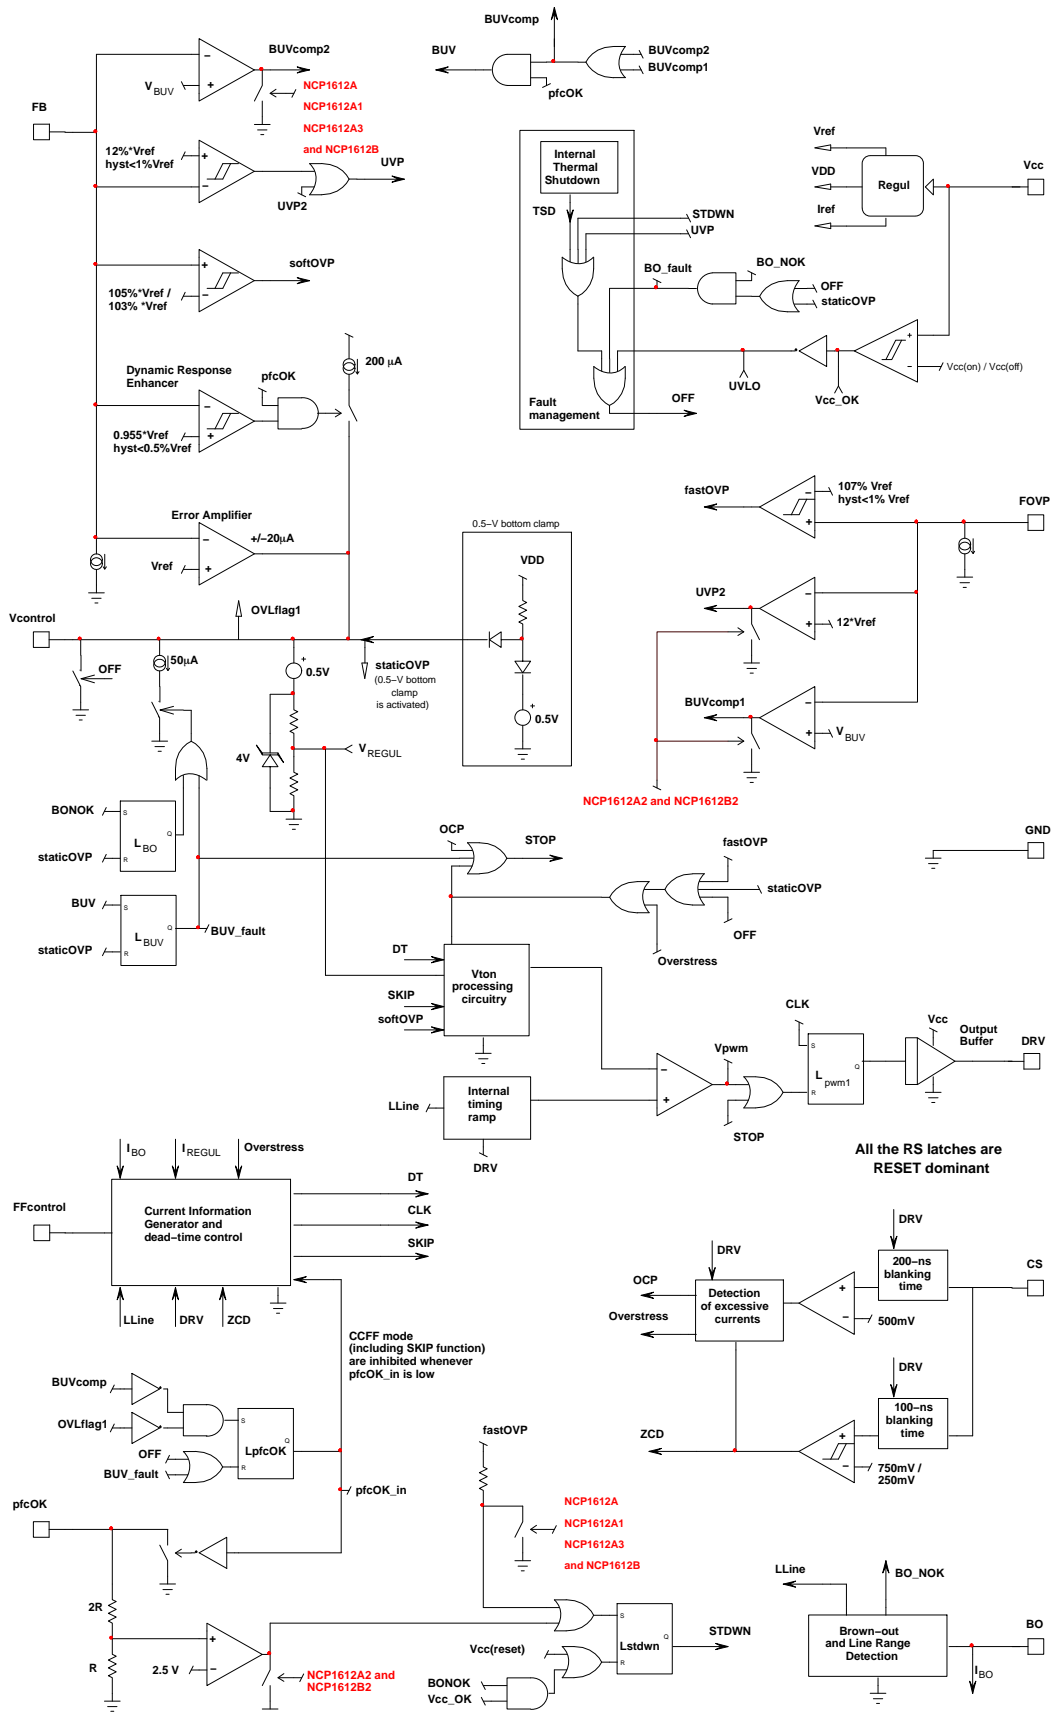 BUVcomp
BUVcomp2
BUV
BUVcomp2
BUVcomp1
pfcOK
V BUV
NCP1612A
NCP1612A1
NCP1612A3
and NCP1612B
FB
12%*Vref
hyst<1%Vref
UVP
UVP2
Internal
Thermal
Shutdown
TSD
STDWN
UVP
Vref
VDD
Iref
Regul
Vcc
softOVP
105%*Vref /
103% *Vref
BO_fault
BO_NOK
OFF
staticOVP
Vcc(on) / Vcc(off)
UVLO
Vcc_OK
OFF
Fault
management
200 µA
Dynamic Response
Enhancer
pfcOK
0.955*Vref
hyst<0.5%Vref
Error Amplifier
+/−20µA
Vref
0.5−V bottom clamp
VDD
0.5V
fastOVP
107% Vref
hyst<1% Vref
FOVP
UVP2
12*Vref
BUVcomp1
V BUV
NCP1612A2 and NCP1612B2
Vcontrol
OVLflag1
OFF
50µA
0.5V
staticOVP
(0.5−V bottom
clamp
is activated)
4V
V REGUL
BONOK
staticOVP
S
R
Q
L BO
BUV
staticOVP
S
R
Q
L BUV
BUV_fault
OCP
STOP
fastOVP
staticOVP
OFF
Overstress
GND
DT
SKIP
softOVP
Vton
processing
circuitry
LLine
Internal
timing
ramp
DRV
Vpwm
STOP
CLK
S
R
Q
L pwm1
Vcc
Output
Buffer
DRV
All the RS latches are
RESET dominant
I BO
I REGUL
Overstress
FFcontrol
Current Information
Generator and
dead−time control
DT
CLK
SKIP
LLine
DRV
ZCD
CCFF mode
(including SKIP function)
are inhibited whenever
pfcOK_in is low
DRV
DRV
200−ns
blanking
time
CS
OCP
Overstress
Detection
of excessive
currents
500mV
DRV
100−ns
blanking
time
ZCD
750mV /
250mV
BUVcomp
OVLflag1
OFF
BUV_fault
S
R
Q
LpfcOK
pfcOK_in
pfcOK
fastOVP
NCP1612A
NCP1612A1
NCP1612A3
and NCP1612B
2R
R
2.5 V
NCP1612A2 and
NCP1612B2
Vcc(reset)
BONOK
Vcc_OK
S
R
Q
Lstdwn
STDWN
LLine
BO_NOK
Brown−out
and Line Range
Detection
BO
I BO